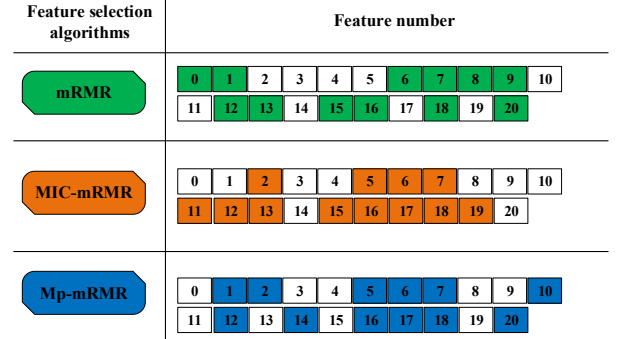 Feature selection algorithms
Feature number
mRMR
0 1 2 3 4 5 6 7 8 9 10
11 12 13 14 15 16 17 18 19 20
MIC-mRMR
0 1 2 3 4 5 6 7 8 9 10
11 12 13 14 15 16 17 18 19 20
Mp-mRMR
0 1 2 3 4 5 6 7 8 9 10
11 12 13 14 15 16 17 18 19 20